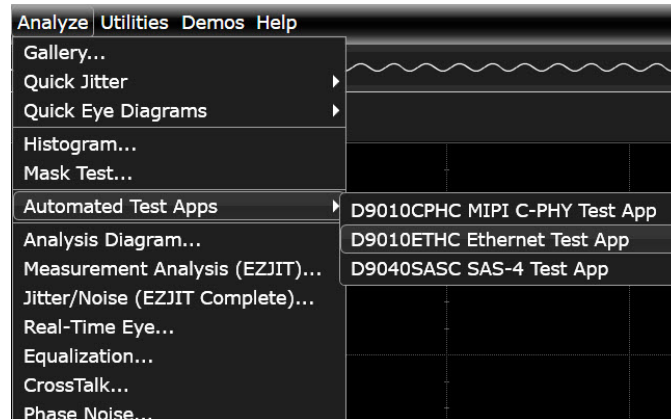 Analyze Utilities Demos Help
Gallery...
Quick Jitter
Quick Eye Diagrams
Histogram...
Mask Test...
Automated Test Apps
D9010CPHC MIPI C-PHY Test App
D9010ETHC Ethernet Test App
D9040SASC SAS-4 Test App
Analysis Diagram...
Measurement Analysis (EZJIT)...
Jitter/Noise (EZJIT Complete)...
Real-Time Eye...
Equalization...
CrossTalk...
Phase Noise...